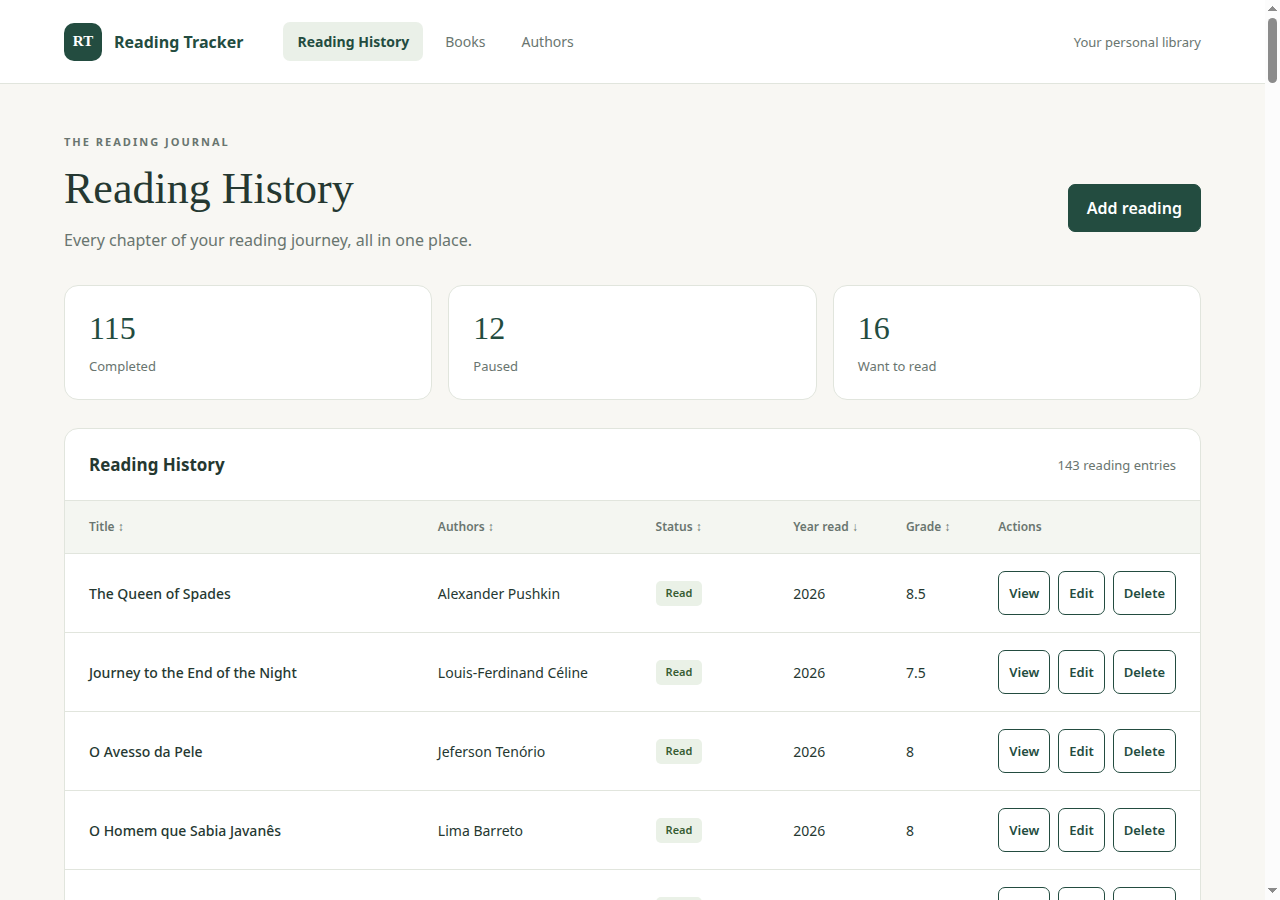 RT Reading Tracker Reading History Books Authors Your personal library
THE READING JOURNAL
Reading History
Add reading
Every chapter of your reading journey, all in one place.
115 12 16
Completed Paused Want to read
Reading History 143 reading entries
Title ↕ Authors ↕ Status ↕ Year read ↓ Grade ↕ Actions
The Queen of Spades Alexander Pushkin Read 2026 8.5 View Edit Delete
Journey to the End of the Night Louis-Ferdinand Céline Read 2026 7.5 View Edit Delete
O Avesso da Pele Jeferson Tenório Read 2026 8 View Edit Delete
O Homem que Sabia Javanês Lima Barreto Read 2026 8 View Edit Delete